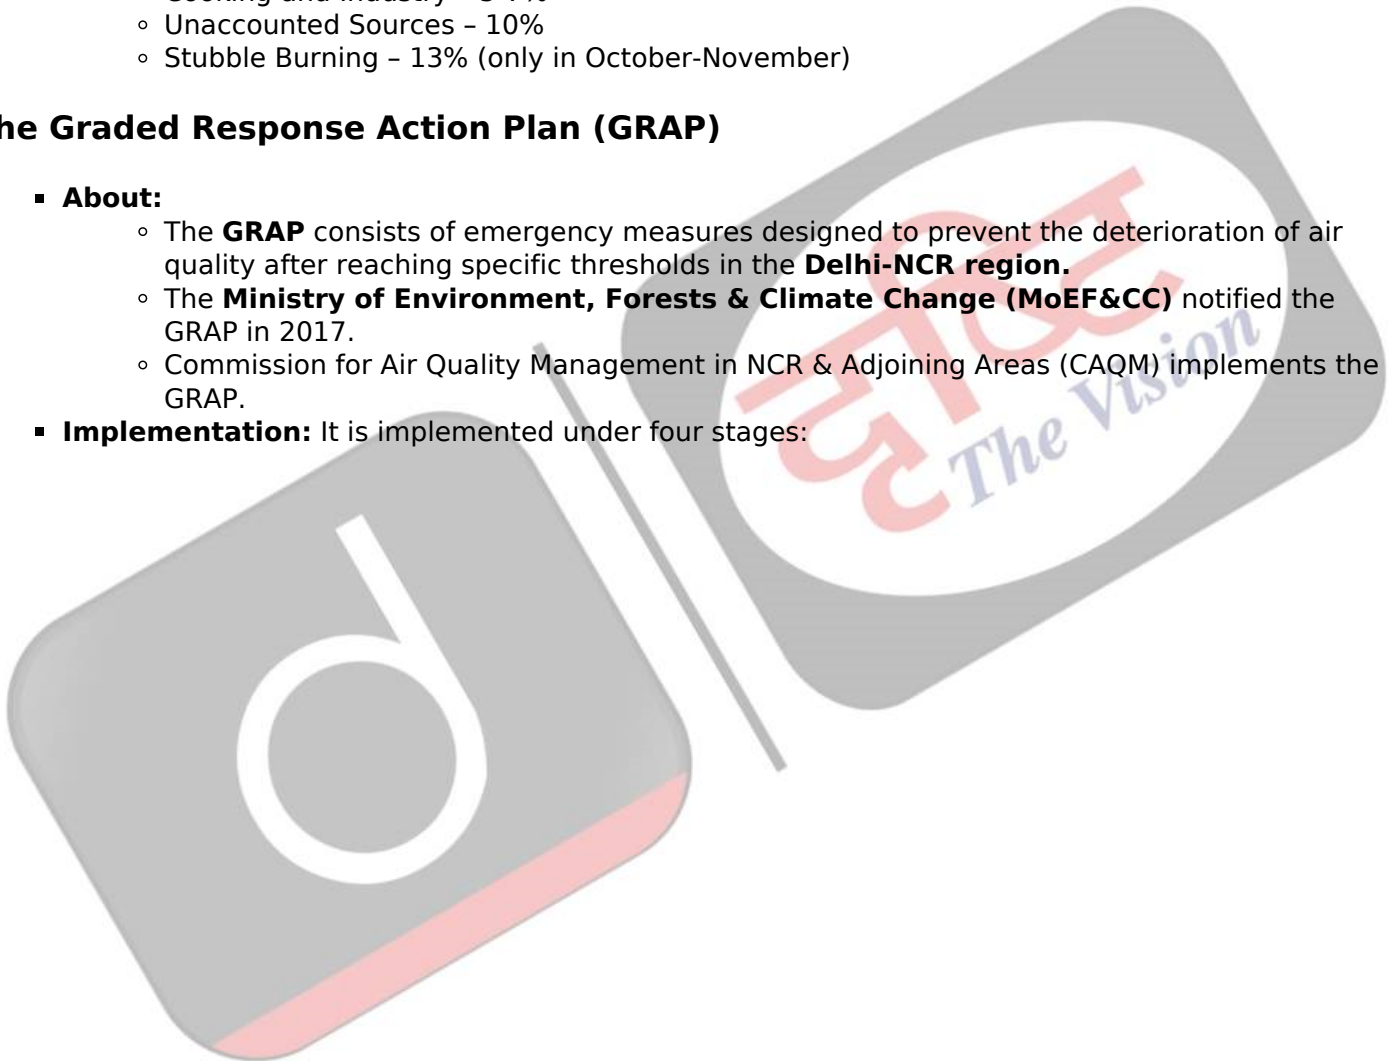 Unaccounted Sources – 10%
Stubble Burning – 13% (only in October-November)
he Graded Response Action Plan (GRAP)
About:
The GRAP consists of emergency measures designed to prevent the deterioration of air
quality after reaching specific thresholds in the Delhi-NCR region.
The Ministry of Environment, Forests & Climate Change (MoEF&CC) notified the
GRAP in 2017.
Commission for Air Quality Management in NCR & Adjoining Areas (CAQM) implements the
GRAP.
Implementation: It is implemented under four stages:
दृष्टि
The Vision
d